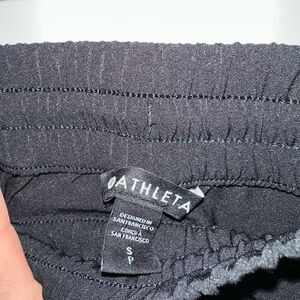 ATHLETA
DESIGNED IN
SAN FRANCISCO
CONÇU À
SAN FRANCISCO
S
P